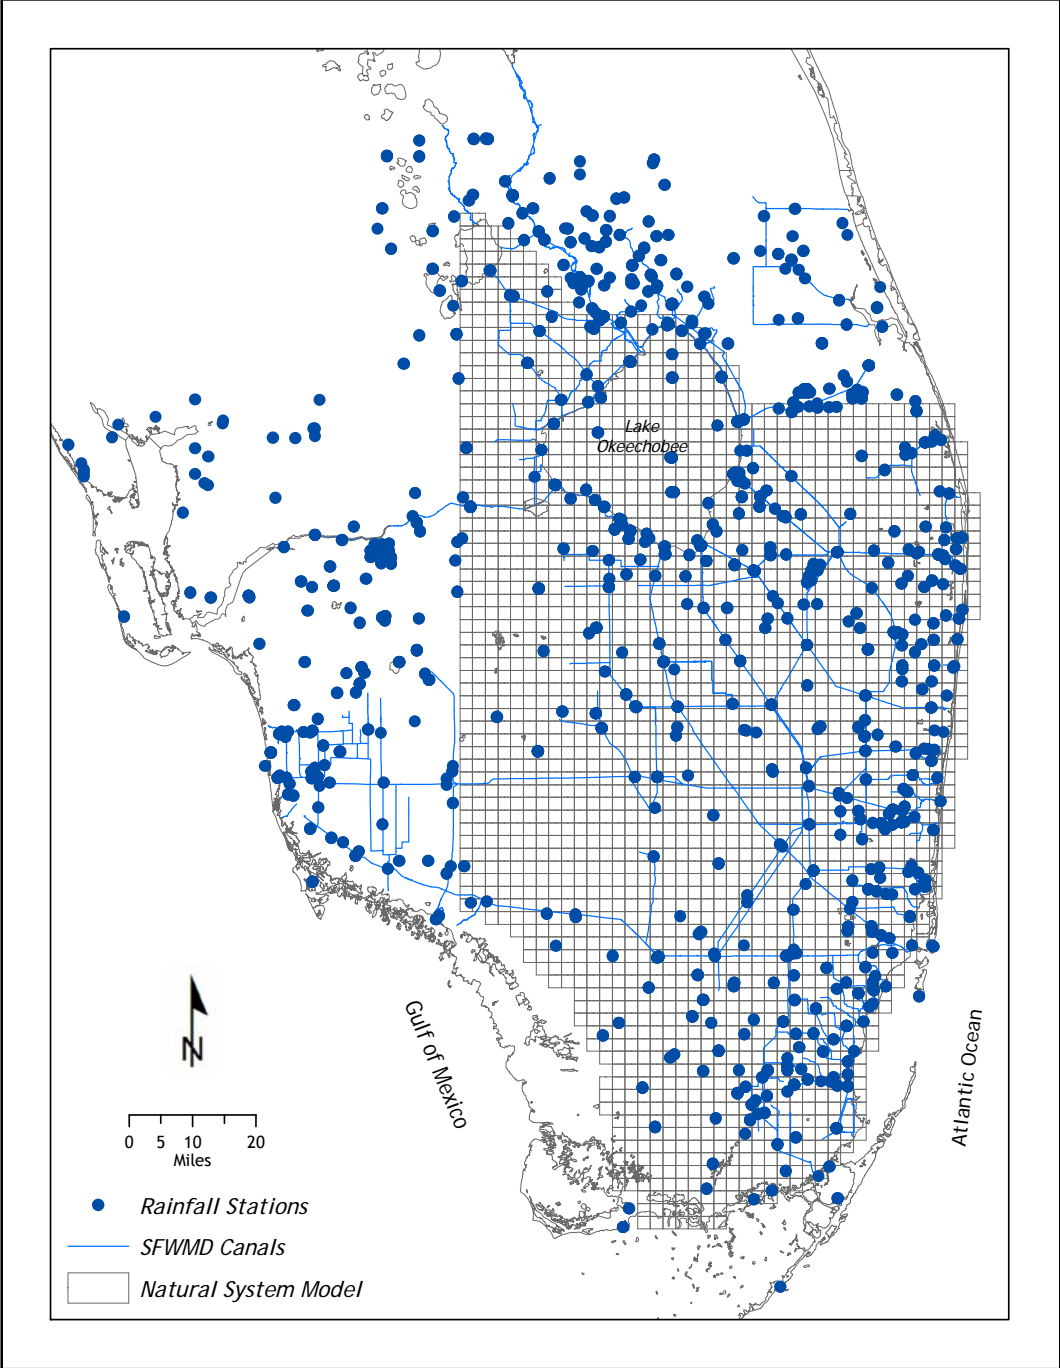 Lake
Okeechobee
Gulf of Mexico
Atlantic Ocean
N
0 5 10 20
Miles
Rainfall Stations
SFWMD Canals
Natural System Model